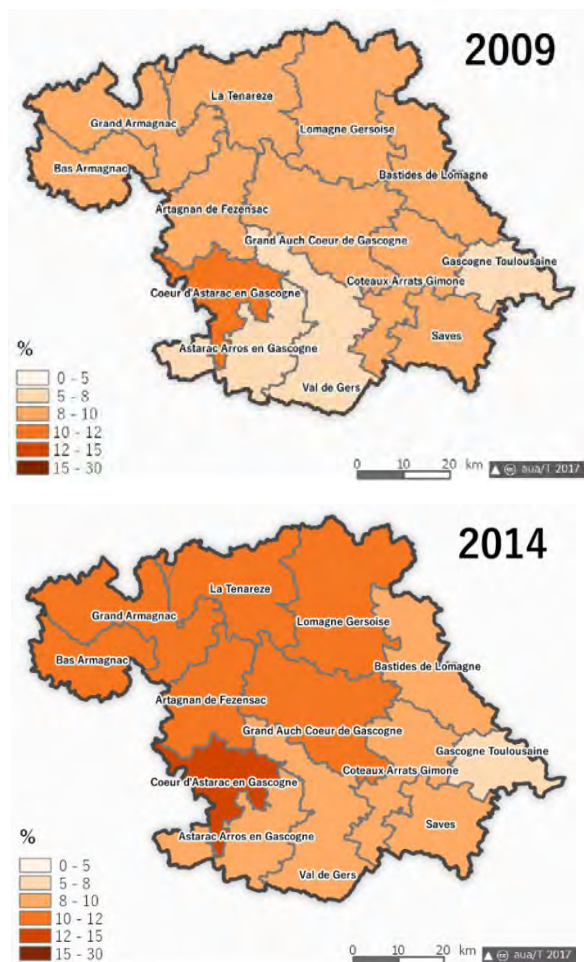 2009
La Tenareze
Grand Armagnac
Lomagne Gersoise
Bas Armagnac
Bastides de Lomagne
Artagnan de Fezensac
Grand Auch Coeur de Gascogne
Gascogne Toulousaine
Coteaux Arrats Gimone
Coeur d'Astarac en Gascogne
Saves
Astarac Arros en Gascogne
Val de Gers
%
0 - 5
5 - 8
8 - 10
10 - 12
12 - 15
15 - 30
0 10 20 km
cc aua/T 2017
2014
La Tenareze
Grand Armagnac
Lomagne Gersoise
Bas Armagnac
Bastides de Lomagne
Artagnan de Fezensac
Grand Auch Coeur de Gascogne
Gascogne Toulousaine
Coteaux Arrats Gimone
Coeur d'Astarac en Gascogne
Saves
Astarac Arros en Gascogne
Val de Gers
%
0 - 5
5 - 8
8 - 10
10 - 12
12 - 15
15 - 30
0 10 20 km
cc aua/T 2017